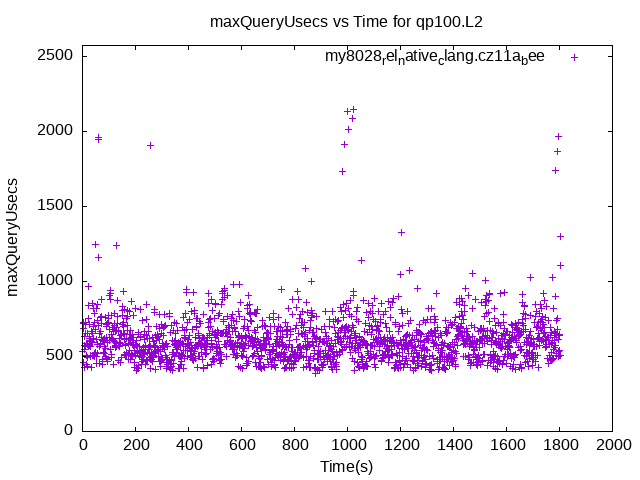 maxQueryUsecs vs Time for qp100.L2
my8028relnative_clang.cz11abee
2500
2000
1500
1000
500
0
maxQueryUsecs
0 200 400 600 800 1000 1200 1400 1600 1800 2000
Time(s)